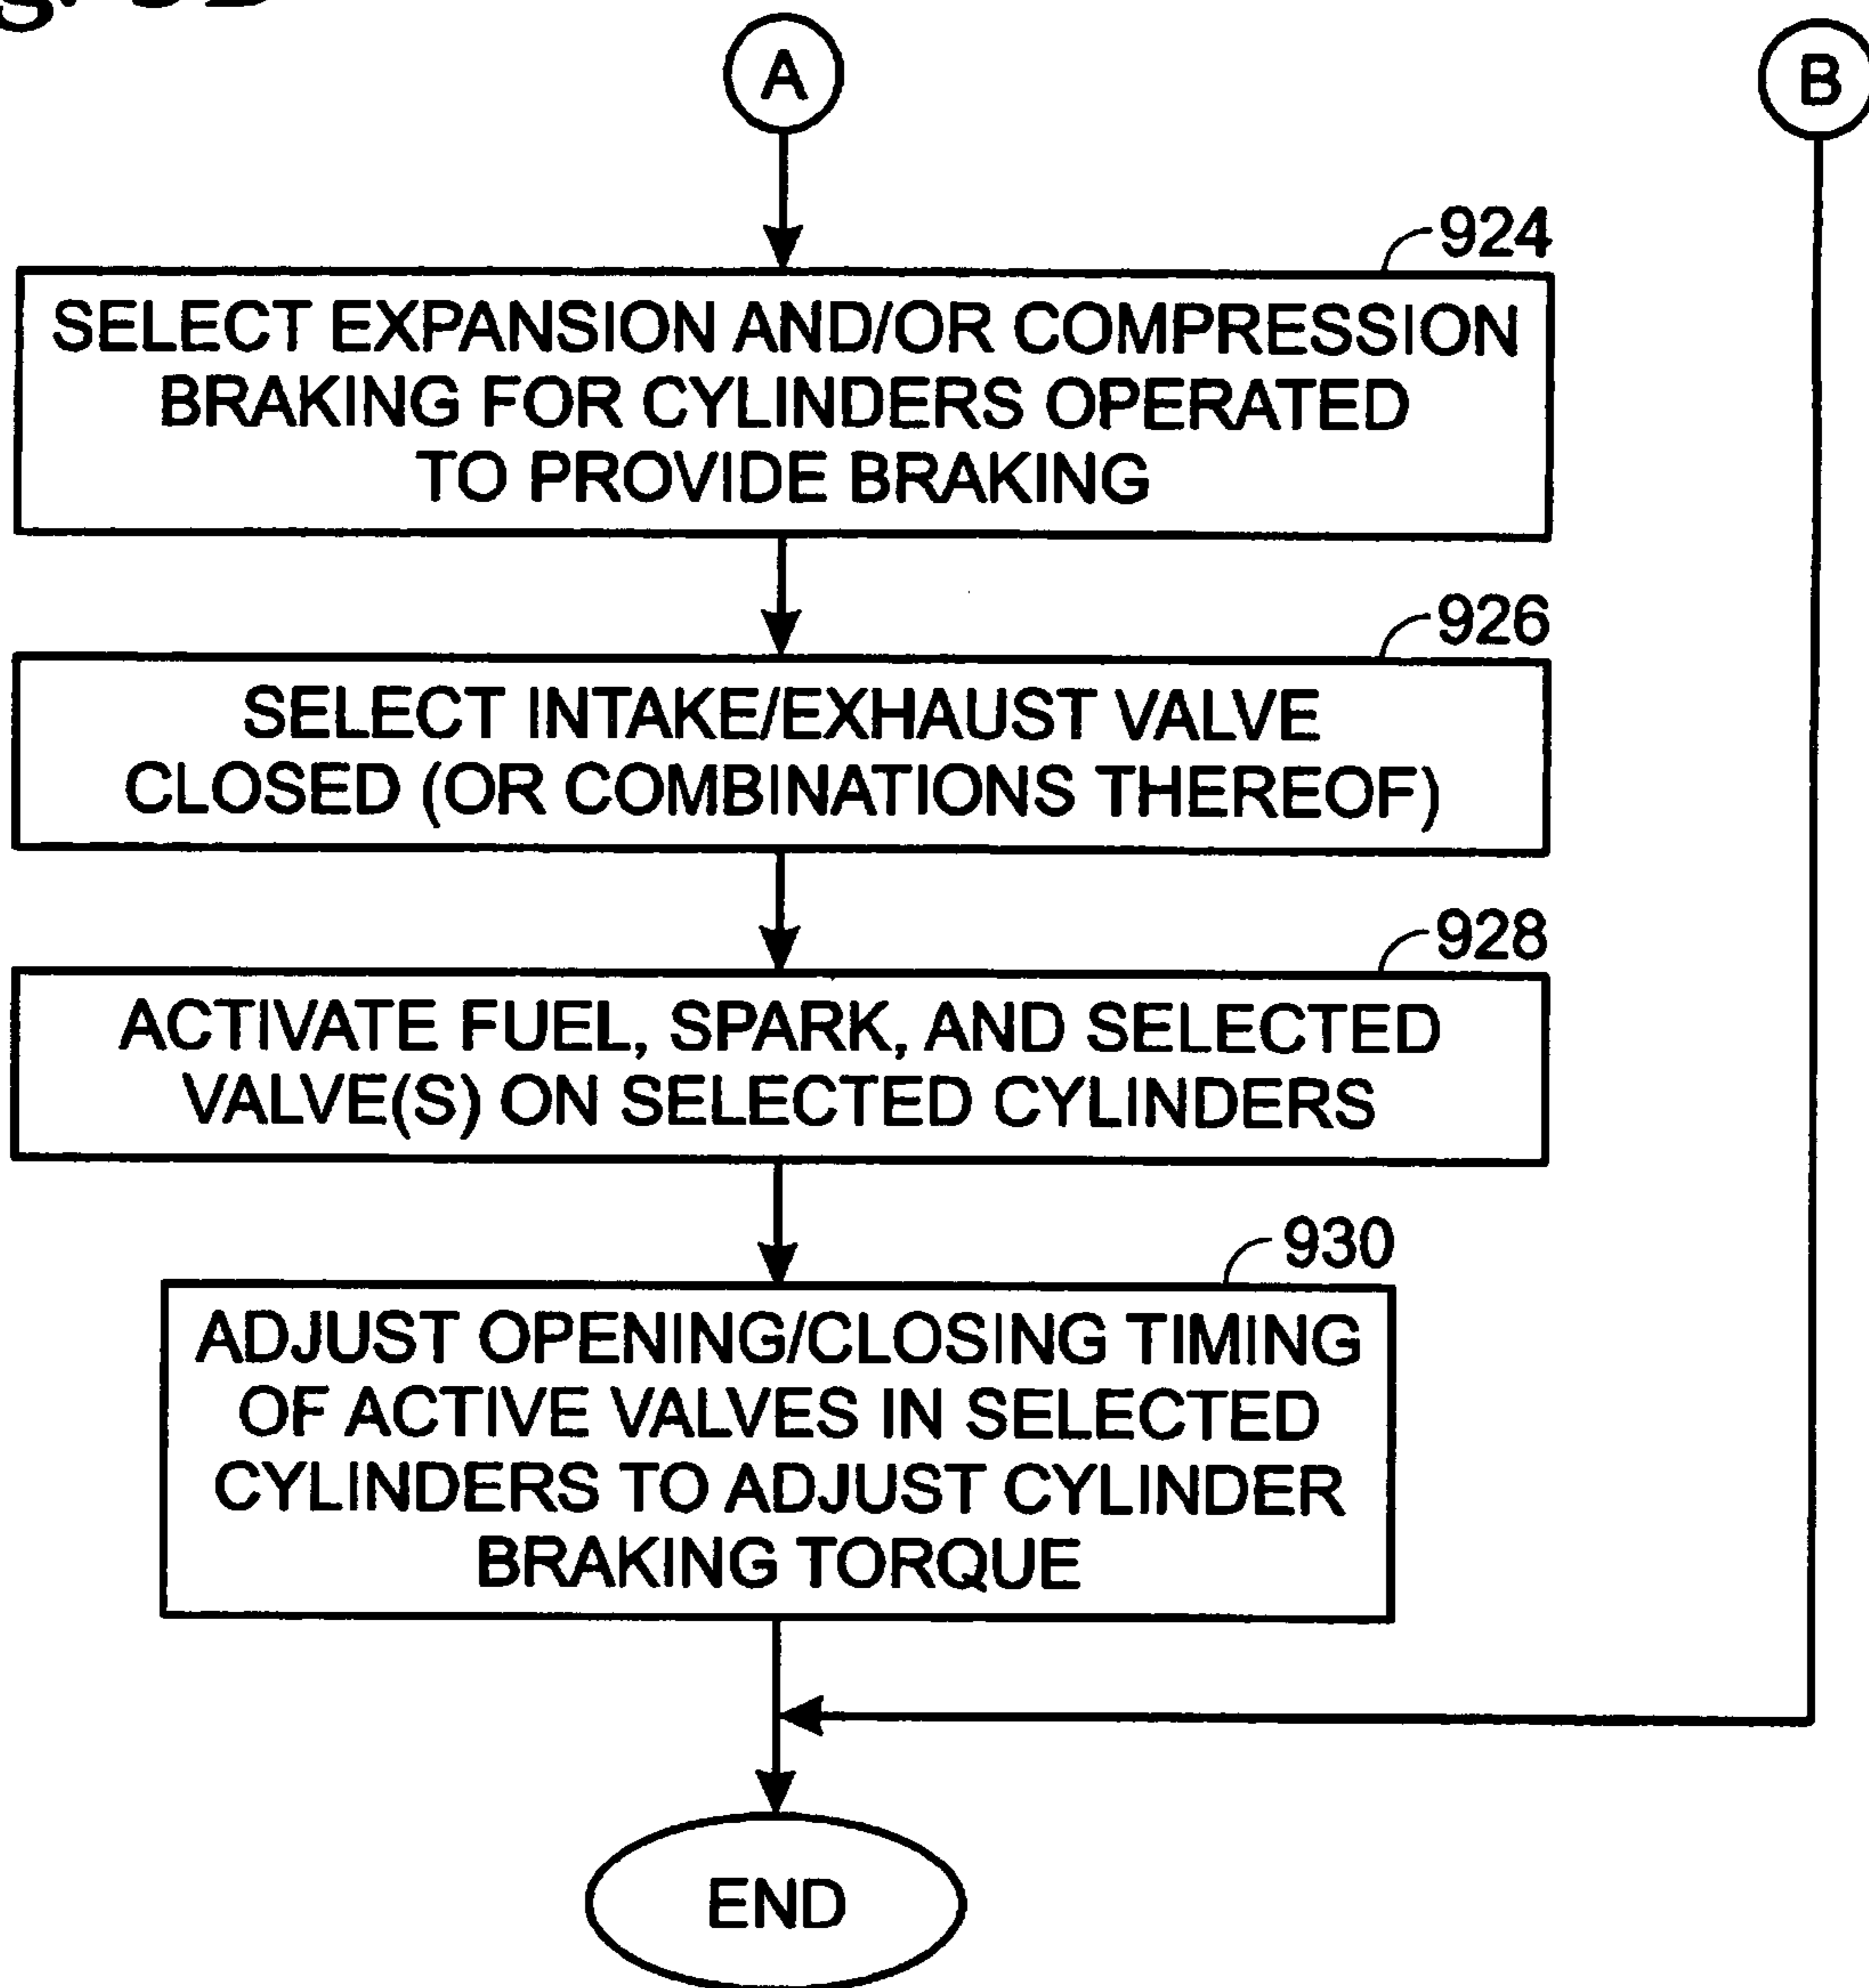 A
B
924
SELECT EXPANSION AND/OR COMPRESSION
BRAKING FOR CYLINDERS OPERATED
TO PROVIDE BRAKING
926
SELECT INTAKE/EXHAUST VALVE
CLOSED (OR COMBINATIONS THEREOF)
928
ACTIVATE FUEL, SPARK, AND SELECTED
VALVE(S) ON SELECTED CYLINDERS
930
ADJUST OPENING/CLOSING TIMING
OF ACTIVE VALVES IN SELECTED
CYLINDERS TO ADJUST CYLINDER
BRAKING TORQUE
END